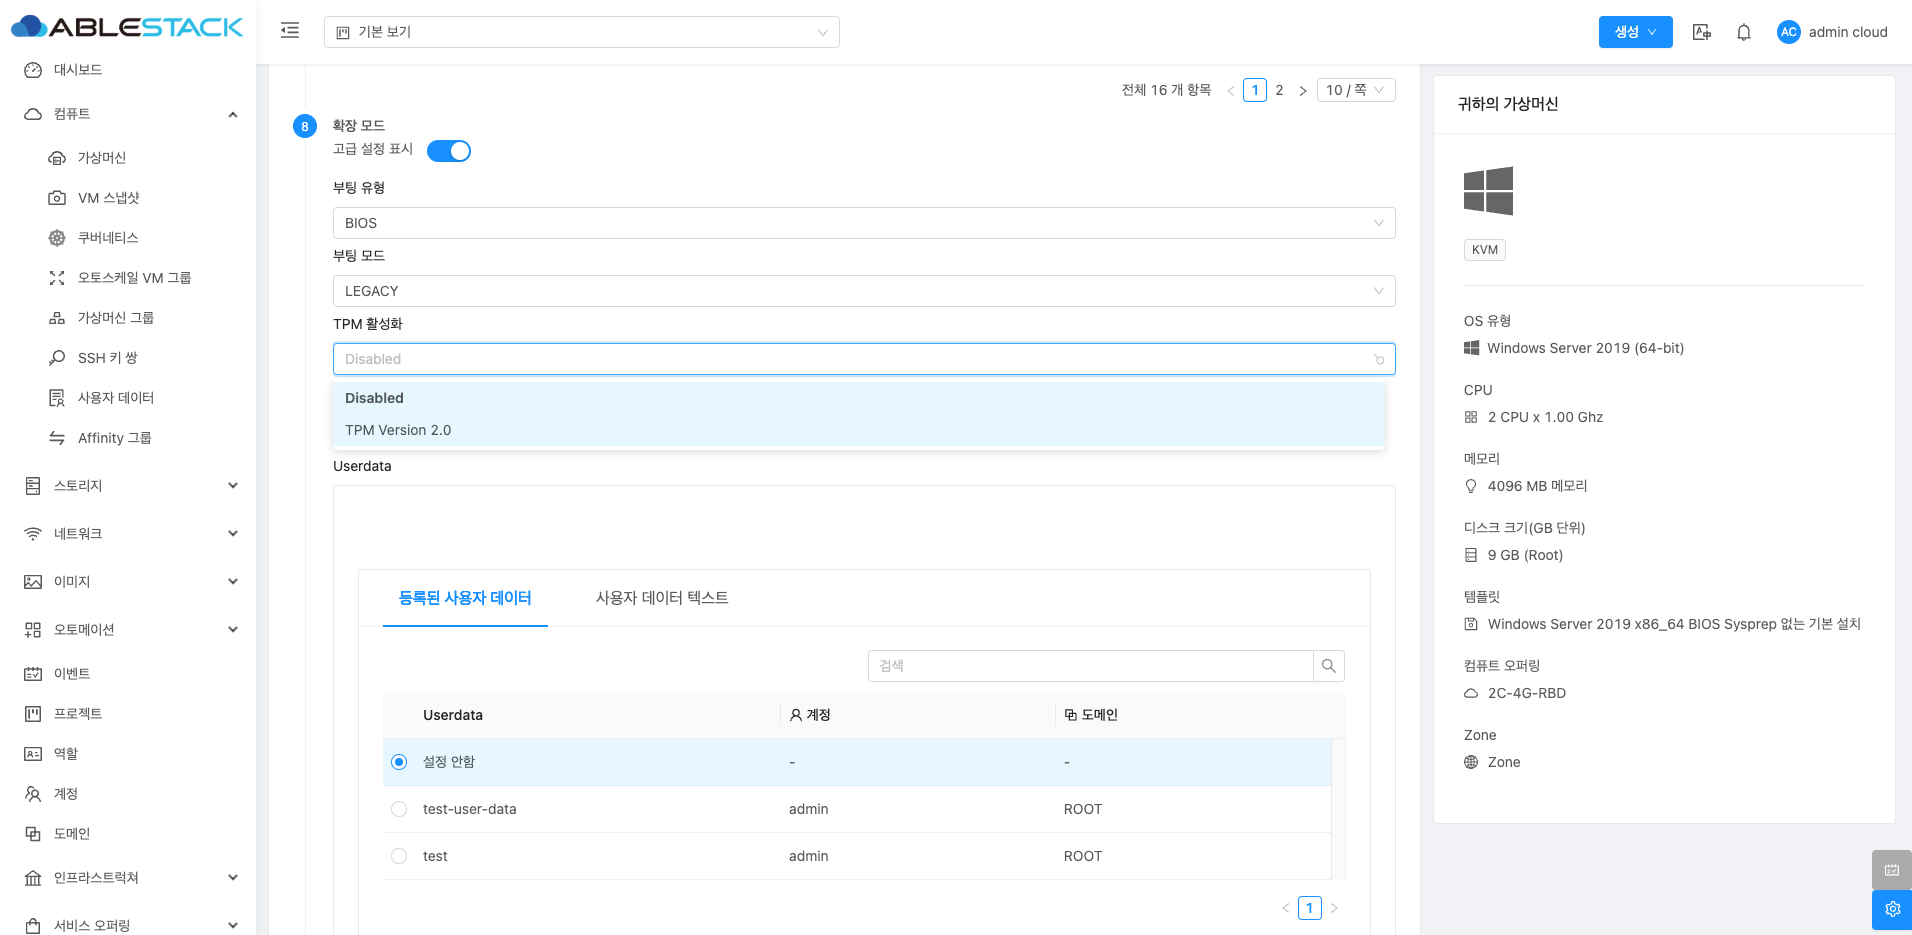 ABLESTACK
기본 보기
생성
AC
admin cloud
대시보드
컴퓨트
가상머신
VM 스냅샷
쿠버네티스
오토스케일 VM 그룹
가상머신 그룹
SSH 키 쌍
사용자 데이터
Affinity 그룹
스토리지
네트워크
이미지
오토메이션
이벤트
프로젝트
역할
계정
도메인
인프라스트럭쳐
서비스 오퍼링
전체 16 개 항목
1
2
10 / 쪽
8
확장 모드
고급 설정 표시
부팅 유형
BIOS
부팅 모드
LEGACY
TPM 활성화
Disabled
Disabled
TPM Version 2.0
Userdata
등록된 사용자 데이터
사용자 데이터 텍스트
검색
Userdata 계정 도메인
설정 안함 - -
test-user-data admin ROOT
test admin ROOT
1
귀하의 가상머신
KVM
OS 유형
Windows Server 2019 (64-bit)
CPU
2 CPU x 1.00 Ghz
메모리
4096 MB 메모리
디스크 크기(GB 단위)
9 GB (Root)
템플릿
Windows Server 2019 x86_64 BIOS Sysprep 없는 기본 설치
컴퓨트 오퍼링
2C-4G-RBD
Zone
Zone